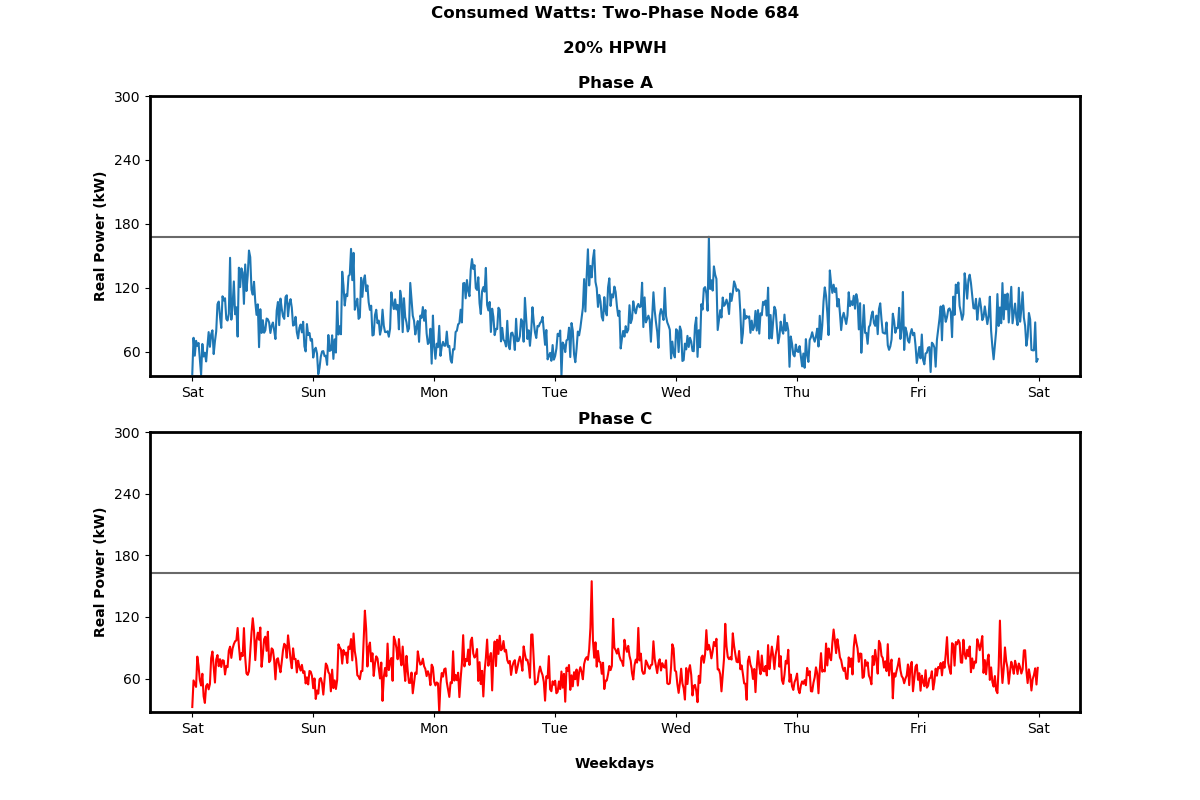 Consumed Watts: Two-Phase Node 684
20% HPWH
Phase A
300
240
180
120
60
Real Power (kW)
Sat Sun Mon Tue Wed Thu Fri Sat
Phase C
300
240
180
120
60
Real Power (kW)
Sat Sun Mon Tue Wed Thu Fri Sat
Weekdays